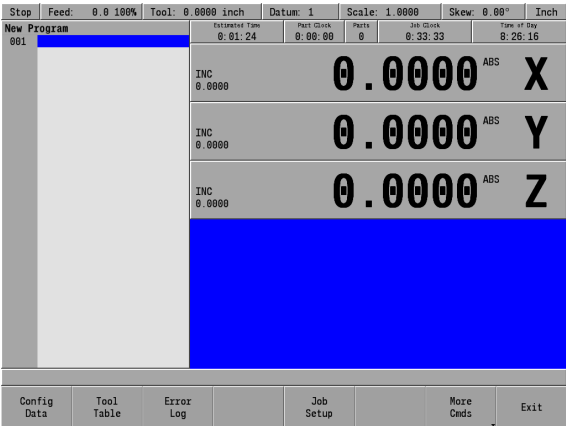 Stop Feed: 0.0 100% Tool: 0.0000 inch Datum: 1 Scale: 1.0000 Skew: 0.00° Inch
New Program
001
Estimated Time Part Clock Parts Job Clock Time of Day
0:01:24 0:00:00 0 0:33:33 8:26:16
INC 0.0000 ABS X
0.0000
INC 0.0000 ABS Y
0.0000
INC 0.0000 ABS Z
0.0000
Config Tool Error Job More Exit
Data Table Log Setup Cmds